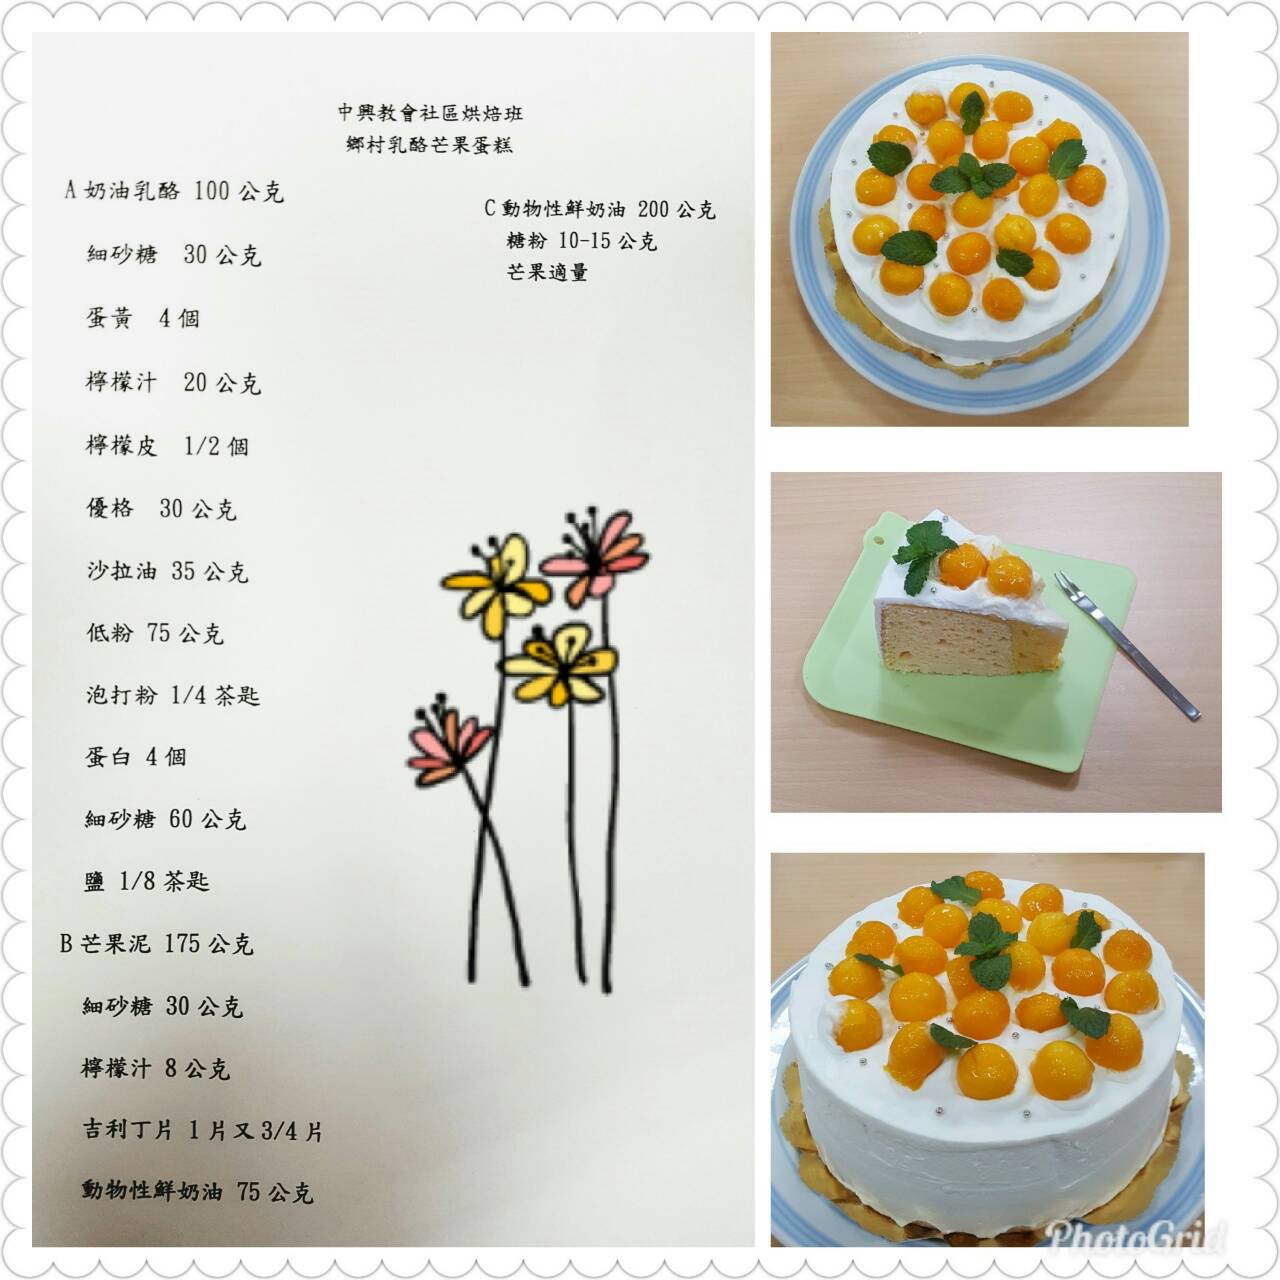 中興教會社區烘焙班
鄉村乳酪芒果蛋糕
A 奶油乳酪 100 公克
細砂糖 30 公克
蛋黃 4 個
檸檬汁 20 公克
檸檬皮 1/2 個
優格 30 公克
沙拉油 35 公克
低粉 75 公克
泡打粉 1/4 茶匙
蛋白 4 個
細砂糖 60 公克
鹽 1/8 茶匙
B 芒果泥 175 公克
細砂糖 30 公克
檸檬汁 8 公克
吉利丁片 1 片又 3/4 片
動物性鮮奶油 75 公克
C 動物性鮮奶油 200 公克
糖粉 10-15 公克
芒果適量
PhotoGrid